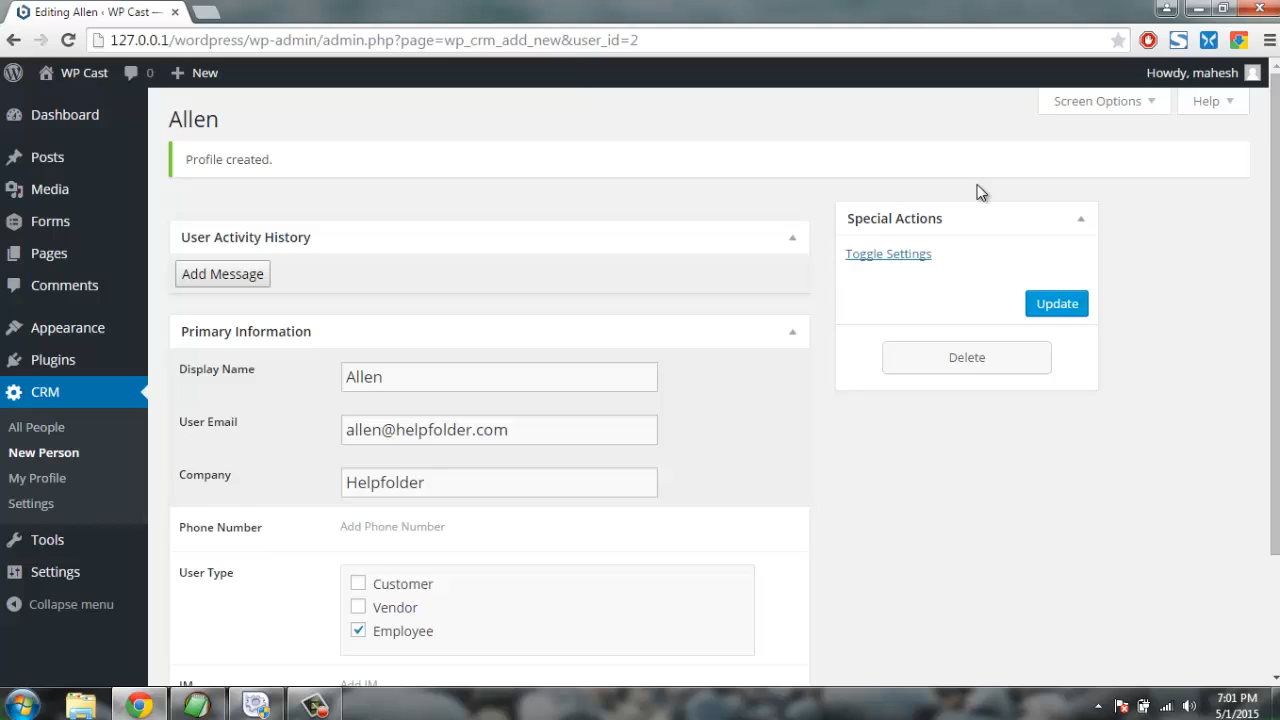 Editing Allen ‹ WP Cast —
127.0.0.1/wordpress/wp-admin/admin.php?page=wp_crm_add_new&user_id=2
WP Cast
0
New
Howdy, mahesh
Dashboard
Posts
Media
Forms
Pages
Comments
Appearance
Plugins
CRM
All People
New Person
My Profile
Settings
Tools
Settings
Collapse menu
Screen Options
Help
Allen
Profile created.
User Activity History
Add Message
Primary Information
Display Name
Allen
User Email
allen@helpfolder.com
Company
Helpfolder
Phone Number
Add Phone Number
User Type
Customer
Vendor
Employee
IM
Add IM
Special Actions
Toggle Settings
Update
Delete
7:01 PM
5/1/2015